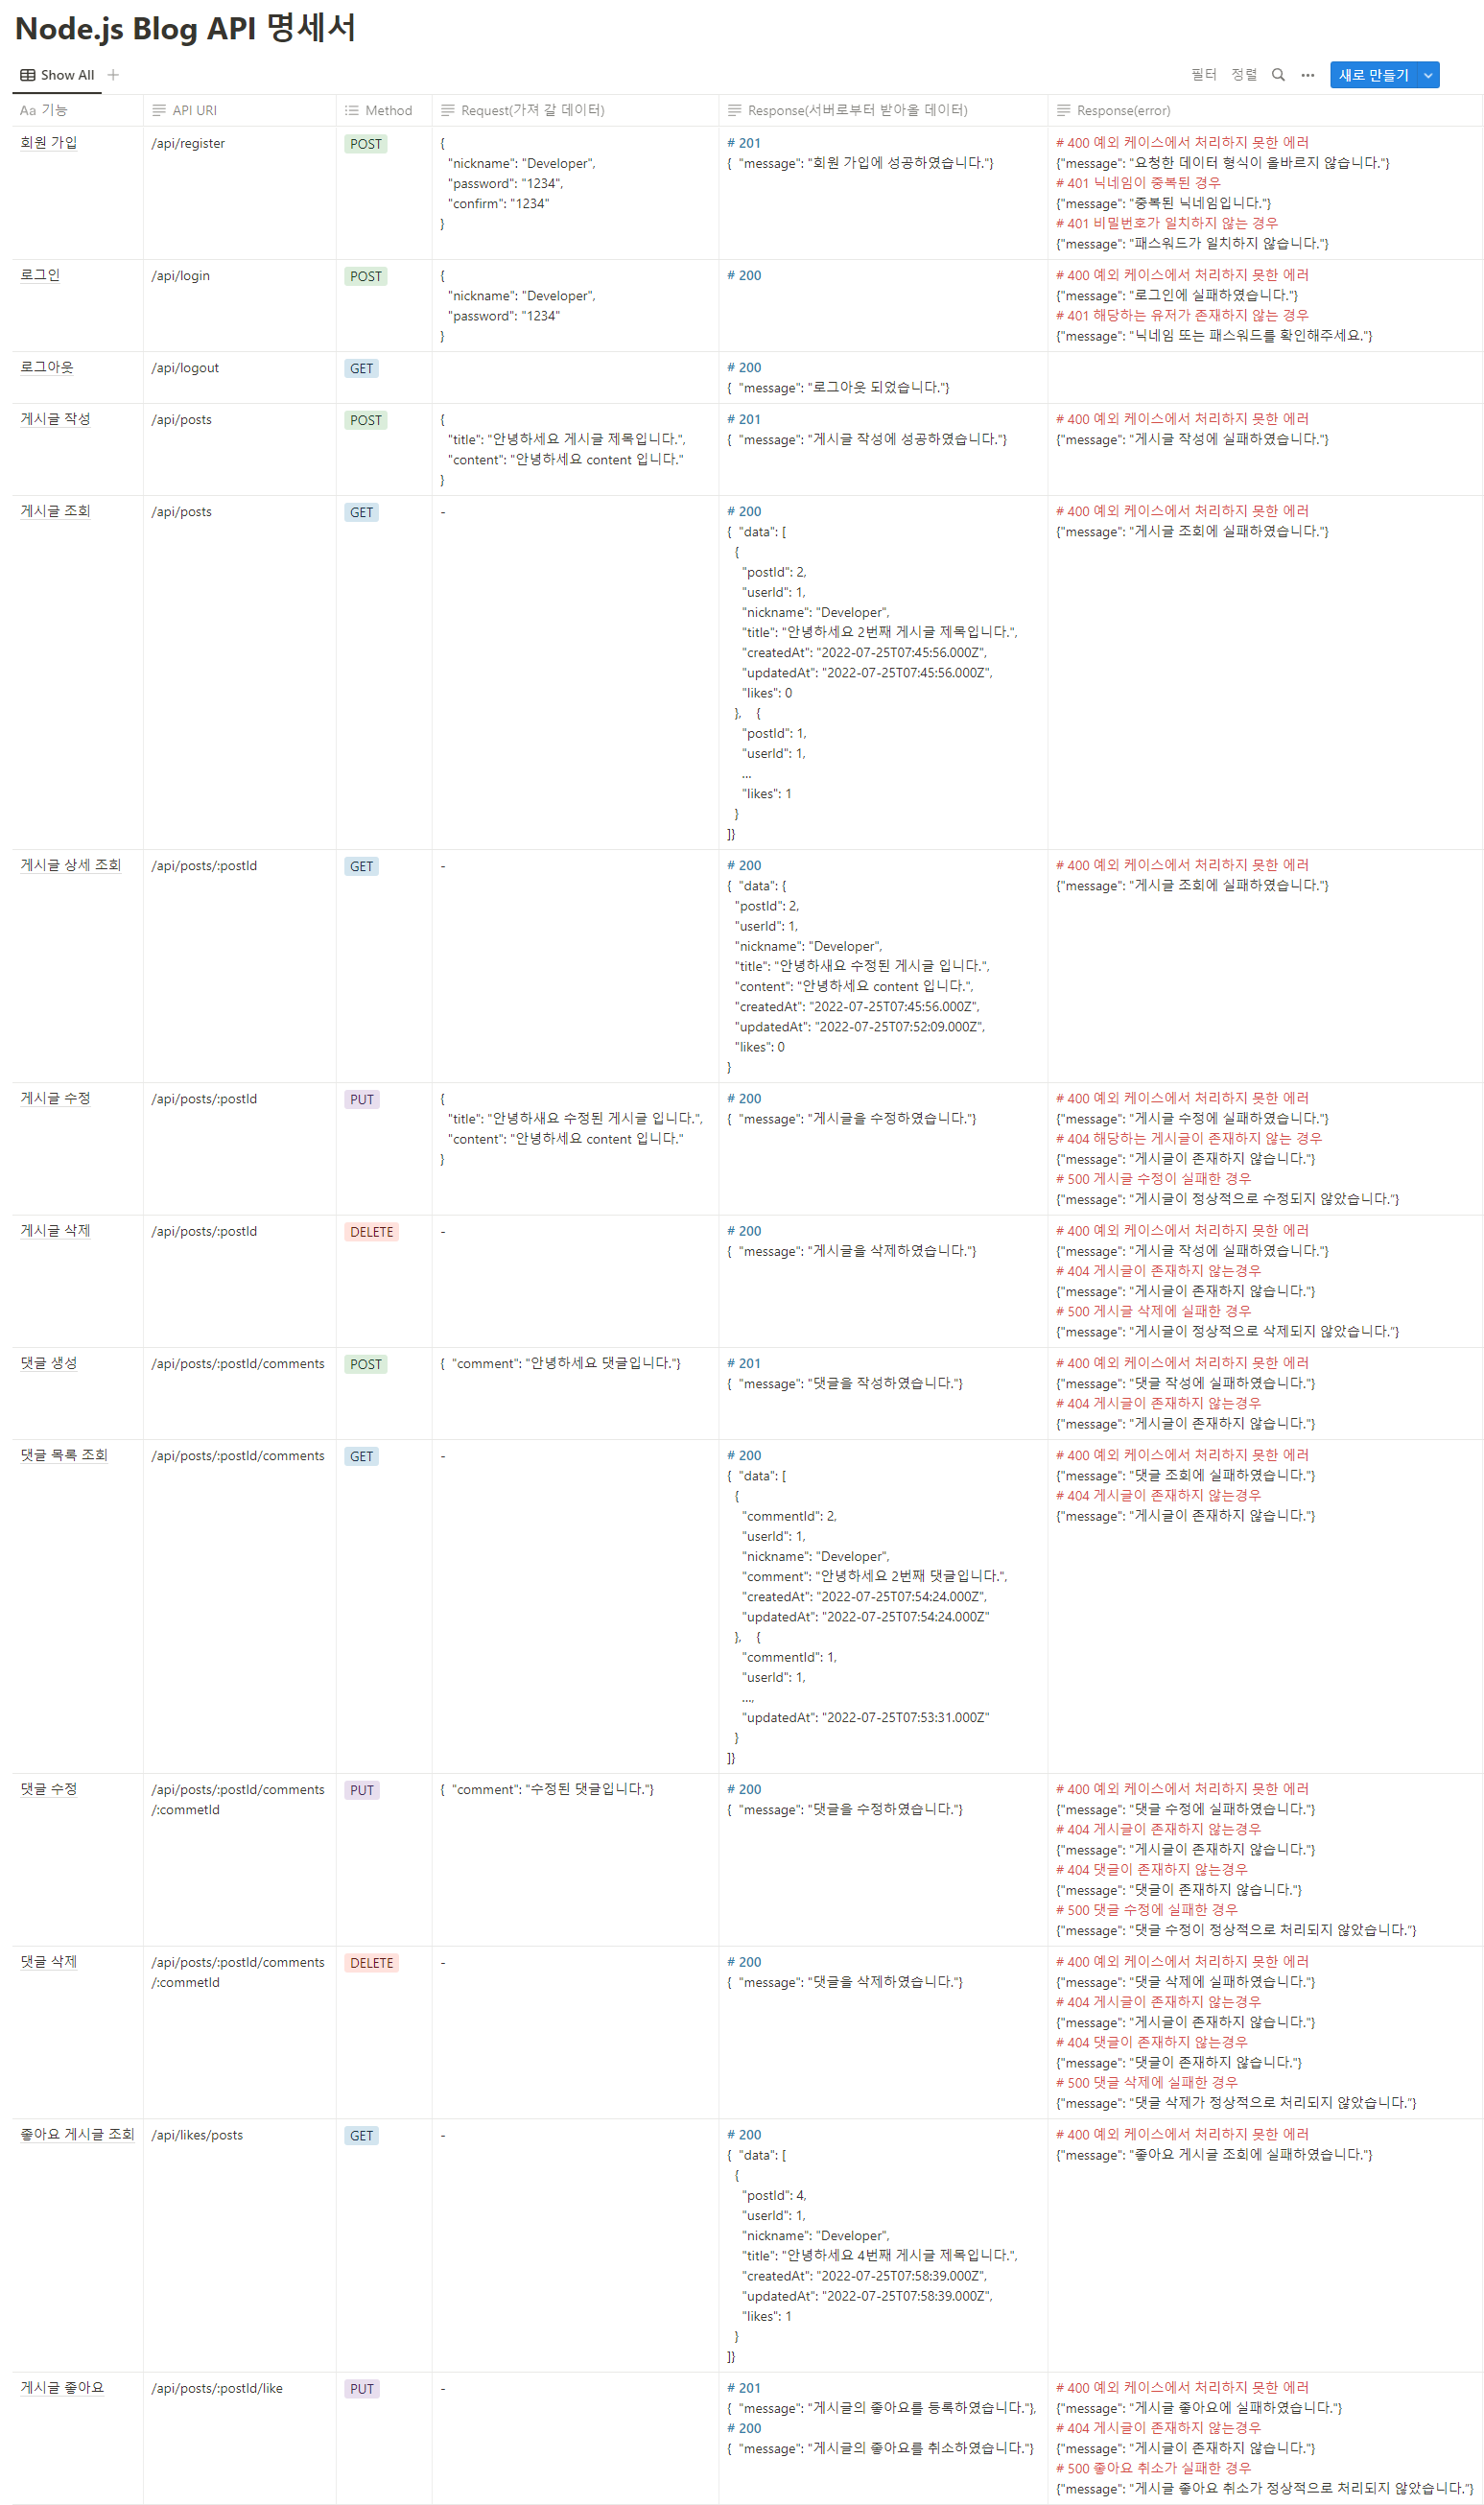 Node.js Blog API 명세서
Show All
필터 정렬 새로 만들기
Aa 기능 API URI Method Request(가져 갈 데이터) Response(서버로부터 받아올 데이터) Response(error)
회원 가입 /api/register POST
{
"nickname": "Developer",
"password": "1234",
"confirm": "1234"
}
# 201
{ "message": "회원 가입에 성공하였습니다."}
# 400 예외 케이스에서 처리하지 못한 에러
{"message": "요청한 데이터 형식이 올바르지 않습니다."}
# 401 닉네임이 중복된 경우
{"message": "중복된 닉네임입니다."}
# 401 비밀번호가 일치하지 않는 경우
{"message": "패스워드가 일치하지 않습니다."}
로그인 /api/login POST
{
"nickname": "Developer",
"password": "1234"
}
# 200
# 400 예외 케이스에서 처리하지 못한 에러
{"message": "로그인에 실패하였습니다."}
# 401 해당하는 유저가 존재하지 않는 경우
{"message": "닉네임 또는 패스워드를 확인해주세요."}
로그아웃 /api/logout GET
# 200
{ "message": "로그아웃 되었습니다."}
게시글 작성 /api/posts POST
{
"title": "안녕하세요 게시글 제목입니다.",
"content": "안녕하세요 content 입니다."
}
# 201
{ "message": "게시글 작성에 성공하였습니다."}
# 400 예외 케이스에서 처리하지 못한 에러
{"message": "게시글 작성에 실패하였습니다."}
게시글 조회 /api/posts GET -
# 200
{ "data": [
{
"postId": 2,
"userId": 1,
"nickname": "Developer",
"title": "안녕하세요 2번째 게시글 제목입니다.",
"createdAt": "2022-07-25T07:45:56.000Z",
"updatedAt": "2022-07-25T07:45:56.000Z",
"likes": 0
}, {
"postId": 1,
"userId": 1,
...
"likes": 1
}
]}
# 400 예외 케이스에서 처리하지 못한 에러
{"message": "게시글 조회에 실패하였습니다."}
게시글 상세 조회 /api/posts/:postId GET -
# 200
{ "data": {
"postId": 2,
"userId": 1,
"nickname": "Developer",
"title": "안녕하새요 수정된 게시글 입니다.",
"content": "안녕하세요 content 입니다.",
"createdAt": "2022-07-25T07:45:56.000Z",
"updatedAt": "2022-07-25T07:52:09.000Z",
"likes": 0
}
# 400 예외 케이스에서 처리하지 못한 에러
{"message": "게시글 조회에 실패하였습니다."}
게시글 수정 /api/posts/:postId PUT
{
"title": "안녕하새요 수정된 게시글 입니다.",
"content": "안녕하세요 content 입니다."
}
# 200
{ "message": "게시글을 수정하였습니다."}
# 400 예외 케이스에서 처리하지 못한 에러
{"message": "게시글 수정에 실패하였습니다."}
# 404 해당하는 게시글이 존재하지 않는 경우
{"message": "게시글이 존재하지 않습니다."}
# 500 게시글 수정이 실패한 경우
{"message": "게시글이 정상적으로 수정되지 않았습니다."}
게시글 삭제 /api/posts/:postId DELETE -
# 200
{ "message": "게시글을 삭제하였습니다."}
# 400 예외 케이스에서 처리하지 못한 에러
{"message": "게시글 작성에 실패하였습니다."}
# 404 게시글이 존재하지 않는경우
{"message": "게시글이 존재하지 않습니다."}
# 500 게시글 삭제에 실패한 경우
{"message": "게시글이 정상적으로 삭제되지 않았습니다."}
댓글 생성 /api/posts/:postId/comments POST { "comment": "안녕하세요 댓글입니다."}
# 201
{ "message": "댓글을 작성하였습니다."}
# 400 예외 케이스에서 처리하지 못한 에러
{"message": "댓글 작성에 실패하였습니다."}
# 404 게시글이 존재하지 않는경우
{"message": "게시글이 존재하지 않습니다."}
댓글 목록 조회 /api/posts/:postId/comments GET -
# 200
{ "data": [
{
"commentId": 2,
"userId": 1,
"nickname": "Developer",
"comment": "안녕하세요 2번째 댓글입니다.",
"createdAt": "2022-07-25T07:54:24.000Z",
"updatedAt": "2022-07-25T07:54:24.000Z"
}, {
"commentId": 1,
"userId": 1,
...,
"updatedAt": "2022-07-25T07:53:31.000Z"
}
]}
# 400 예외 케이스에서 처리하지 못한 에러
{"message": "댓글 조회에 실패하였습니다."}
# 404 게시글이 존재하지 않는경우
{"message": "게시글이 존재하지 않습니다."}
댓글 수정 /api/posts/:postId/comments
/:commetId
PUT { "comment": "수정된 댓글입니다."}
# 200
{ "message": "댓글을 수정하였습니다."}
# 400 예외 케이스에서 처리하지 못한 에러
{"message": "댓글 수정에 실패하였습니다."}
# 404 게시글이 존재하지 않는경우
{"message": "게시글이 존재하지 않습니다."}
# 404 댓글이 존재하지 않는경우
{"message": "댓글이 존재하지 않습니다."}
# 500 댓글 수정에 실패한 경우
{"message": "댓글 수정이 정상적으로 처리되지 않았습니다."}
댓글 삭제 /api/posts/:postId/comments
/:commetId
DELETE -
# 200
{ "message": "댓글을 삭제하였습니다."}
# 400 예외 케이스에서 처리하지 못한 에러
{"message": "댓글 삭제에 실패하였습니다."}
# 404 게시글이 존재하지 않는경우
{"message": "게시글이 존재하지 않습니다."}
# 404 댓글이 존재하지 않는경우
{"message": "댓글이 존재하지 않습니다."}
# 500 댓글 삭제에 실패한 경우
{"message": "댓글 삭제가 정상적으로 처리되지 않았습니다."}
좋아요 게시글 조회 /api/likes/posts GET -
# 200
{ "data": [
{
"postId": 4,
"userId": 1,
"nickname": "Developer",
"title": "안녕하세요 4번째 게시글 제목입니다.",
"createdAt": "2022-07-25T07:58:39.000Z",
"updatedAt": "2022-07-25T07:58:39.000Z",
"likes": 1
}
]}
# 400 예외 케이스에서 처리하지 못한 에러
{"message": "좋아요 게시글 조회에 실패하였습니다."}
게시글 좋아요 /api/posts/:postId/like PUT -
# 201
{ "message": "게시글의 좋아요를 등록하였습니다."},
# 200
{ "message": "게시글의 좋아요를 취소하였습니다."}
# 400 예외 케이스에서 처리하지 못한 에러
{"message": "게시글 좋아요에 실패하였습니다."}
# 404 게시글이 존재하지 않는경우
{"message": "게시글이 존재하지 않습니다."}
# 500 좋아요 취소가 실패한 경우
{"message": "게시글 좋아요 취소가 정상적으로 처리되지 않았습니다."}